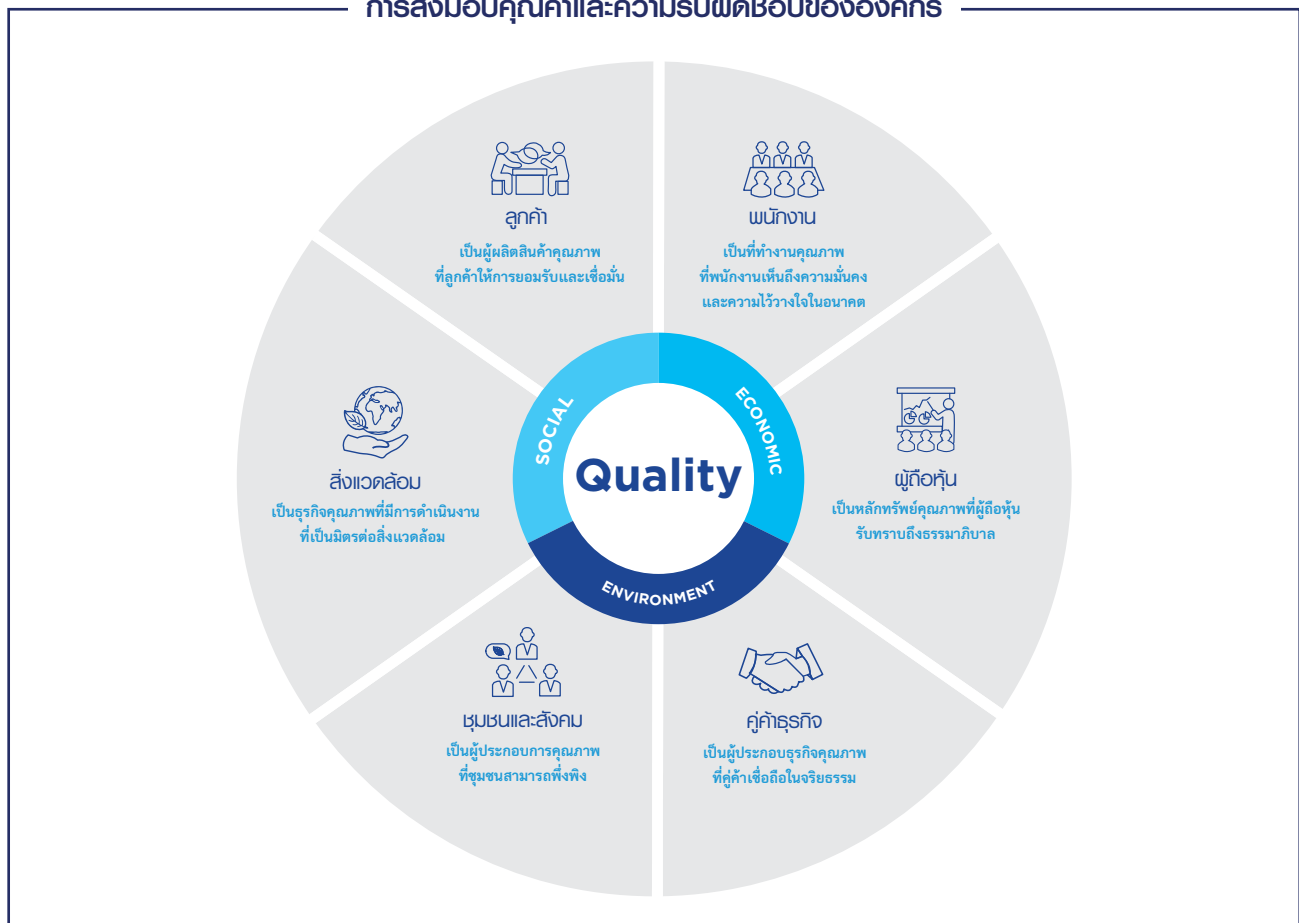 การส่งมอบคุณค่าและความรับผิดชอบขององค์กร
ลูกค้า
เป็นผู้ผลิตสินค้าคุณภาพ
ที่ลูกค้าให้การยอมรับและเชื่อมั่น
พนักงาน
เป็นที่ทำงานคุณภาพ
ที่พนักงานเห็นถึงความมั่นคง
และความไว้วางใจในอนาคต
สิ่งแวดล้อม
เป็นธุรกิจคุณภาพที่มีการดำเนินงาน
ที่เป็นมิตรต่อสิ่งแวดล้อม
SOCIAL
ECONOMIC
Quality
ENVIRONMENT
ผู้ถือหุ้น
เป็นหลักทรัพย์คุณภาพที่ผู้ถือหุ้น
รับทราบถึงธรรมาภิบาล
ชุมชนและสังคม
เป็นผู้ประกอบการคุณภาพ
ที่ชุมชนสามารถพึ่งพิง
คู่ค้าธุรกิจ
เป็นผู้ประกอบธุรกิจคุณภาพ
ที่คู่ค้าเชื่อถือในจริยธรรม